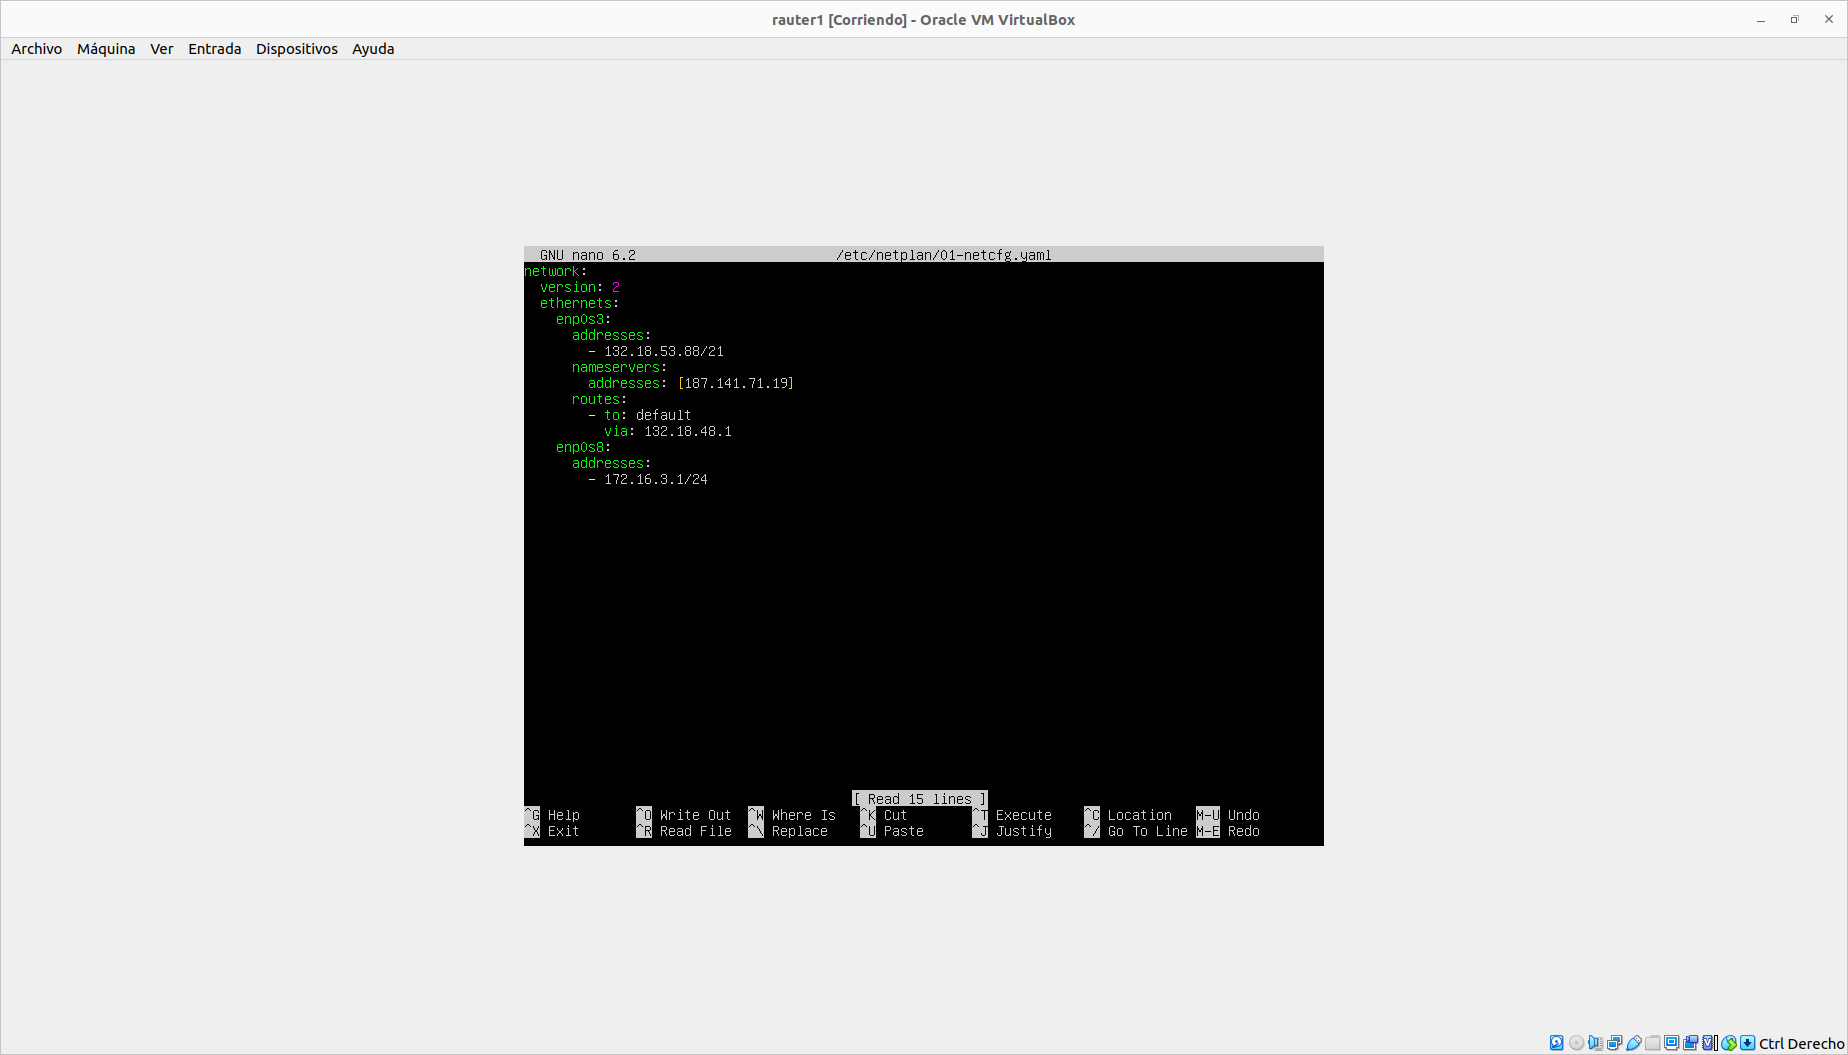 rauter1 [Corriendo] - Oracle VM VirtualBox
Archivo Máquina Ver Entrada Dispositivos Ayuda
GNU nano 6.2 /etc/netplan/01-netcfg.yaml
network:
  version: 2
  ethernets:
    enp0s3:
      addresses:
        - 132.18.53.88/21
      nameservers:
        addresses: [187.141.71.19]
      routes:
        - to: default
          via: 132.18.48.1
    enp0s8:
      addresses:
        - 172.16.3.1/24
[ Read 15 lines ]
^G Help ^O Write Out ^W Where Is ^K Cut ^T Execute ^C Location M-U Undo
^X Exit ^R Read File ^\ Replace ^U Paste ^J Justify ^/ Go To Line M-E Redo
Ctrl Derecho